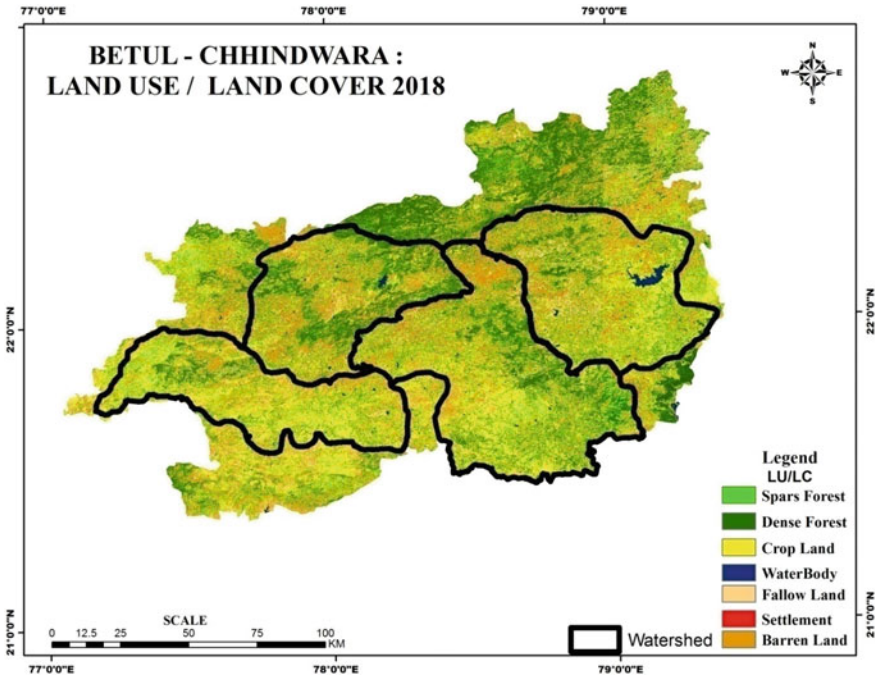 77°0'0"E 78°0'0"E 79°0'0"E
BETUL - CHHINDWARA :
LAND USE / LAND COVER 2018
N
W E
S
22°0'0"N 22°0'0"N
Legend
LU/LC
Spars Forest
Dense Forest
Crop Land
WaterBody
Fallow Land
Settlement
Barren Land
SCALE
0 12.5 25 50 75 100
KM
Watershed
21°0'0"N 21°0'0"N
77°0'0"E 78°0'0"E 79°0'0"E